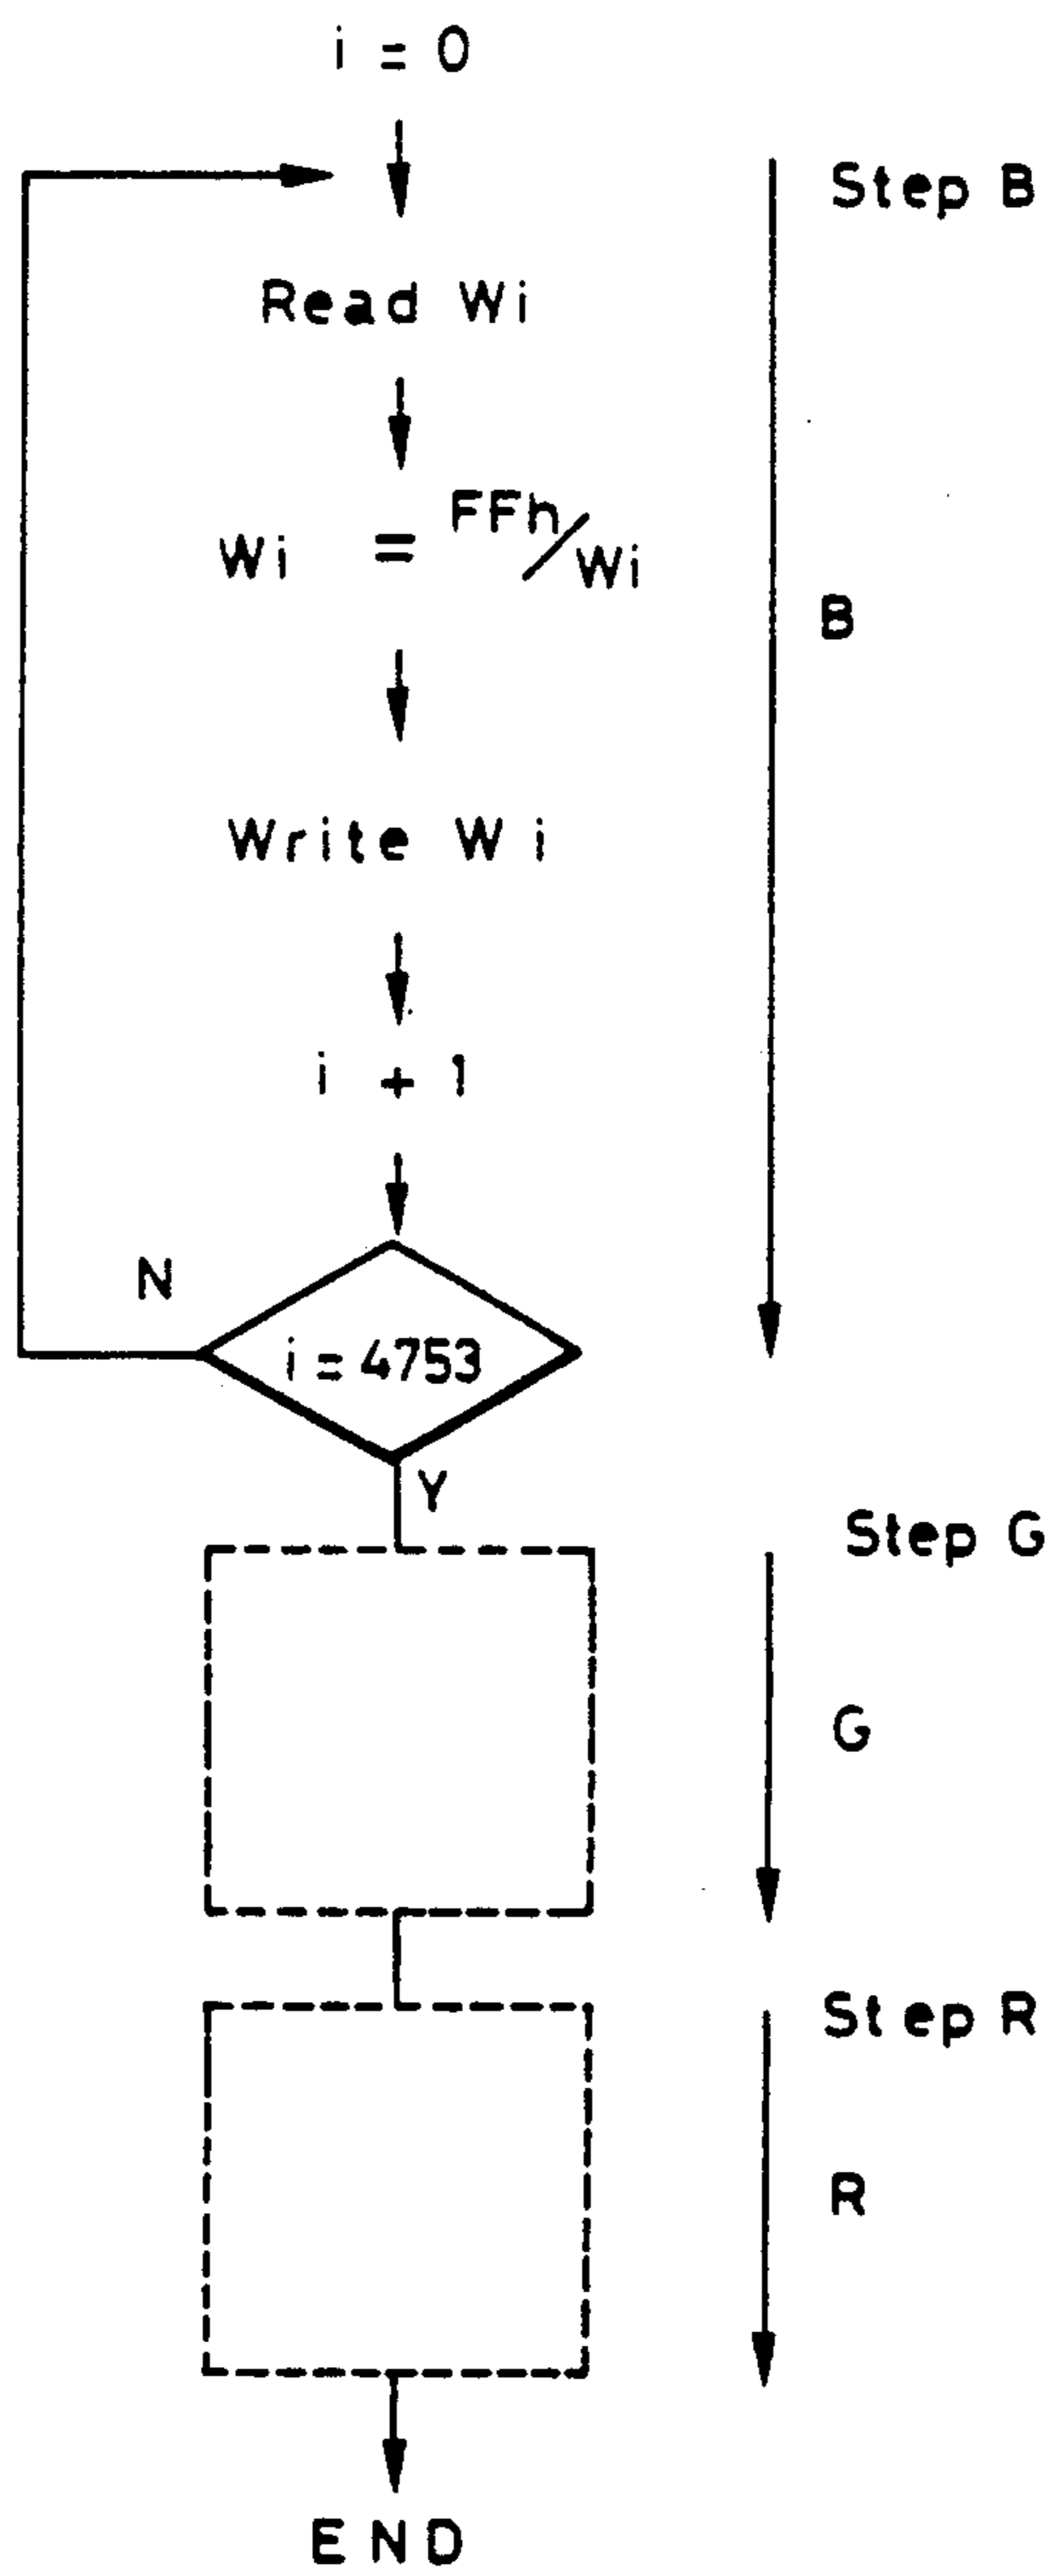 i = 0
Step B
Read Wi
Wi = FFh/Wi
B
Write Wi
i + 1
N
i = 4753
Y
Step G
G
Step R
R
END